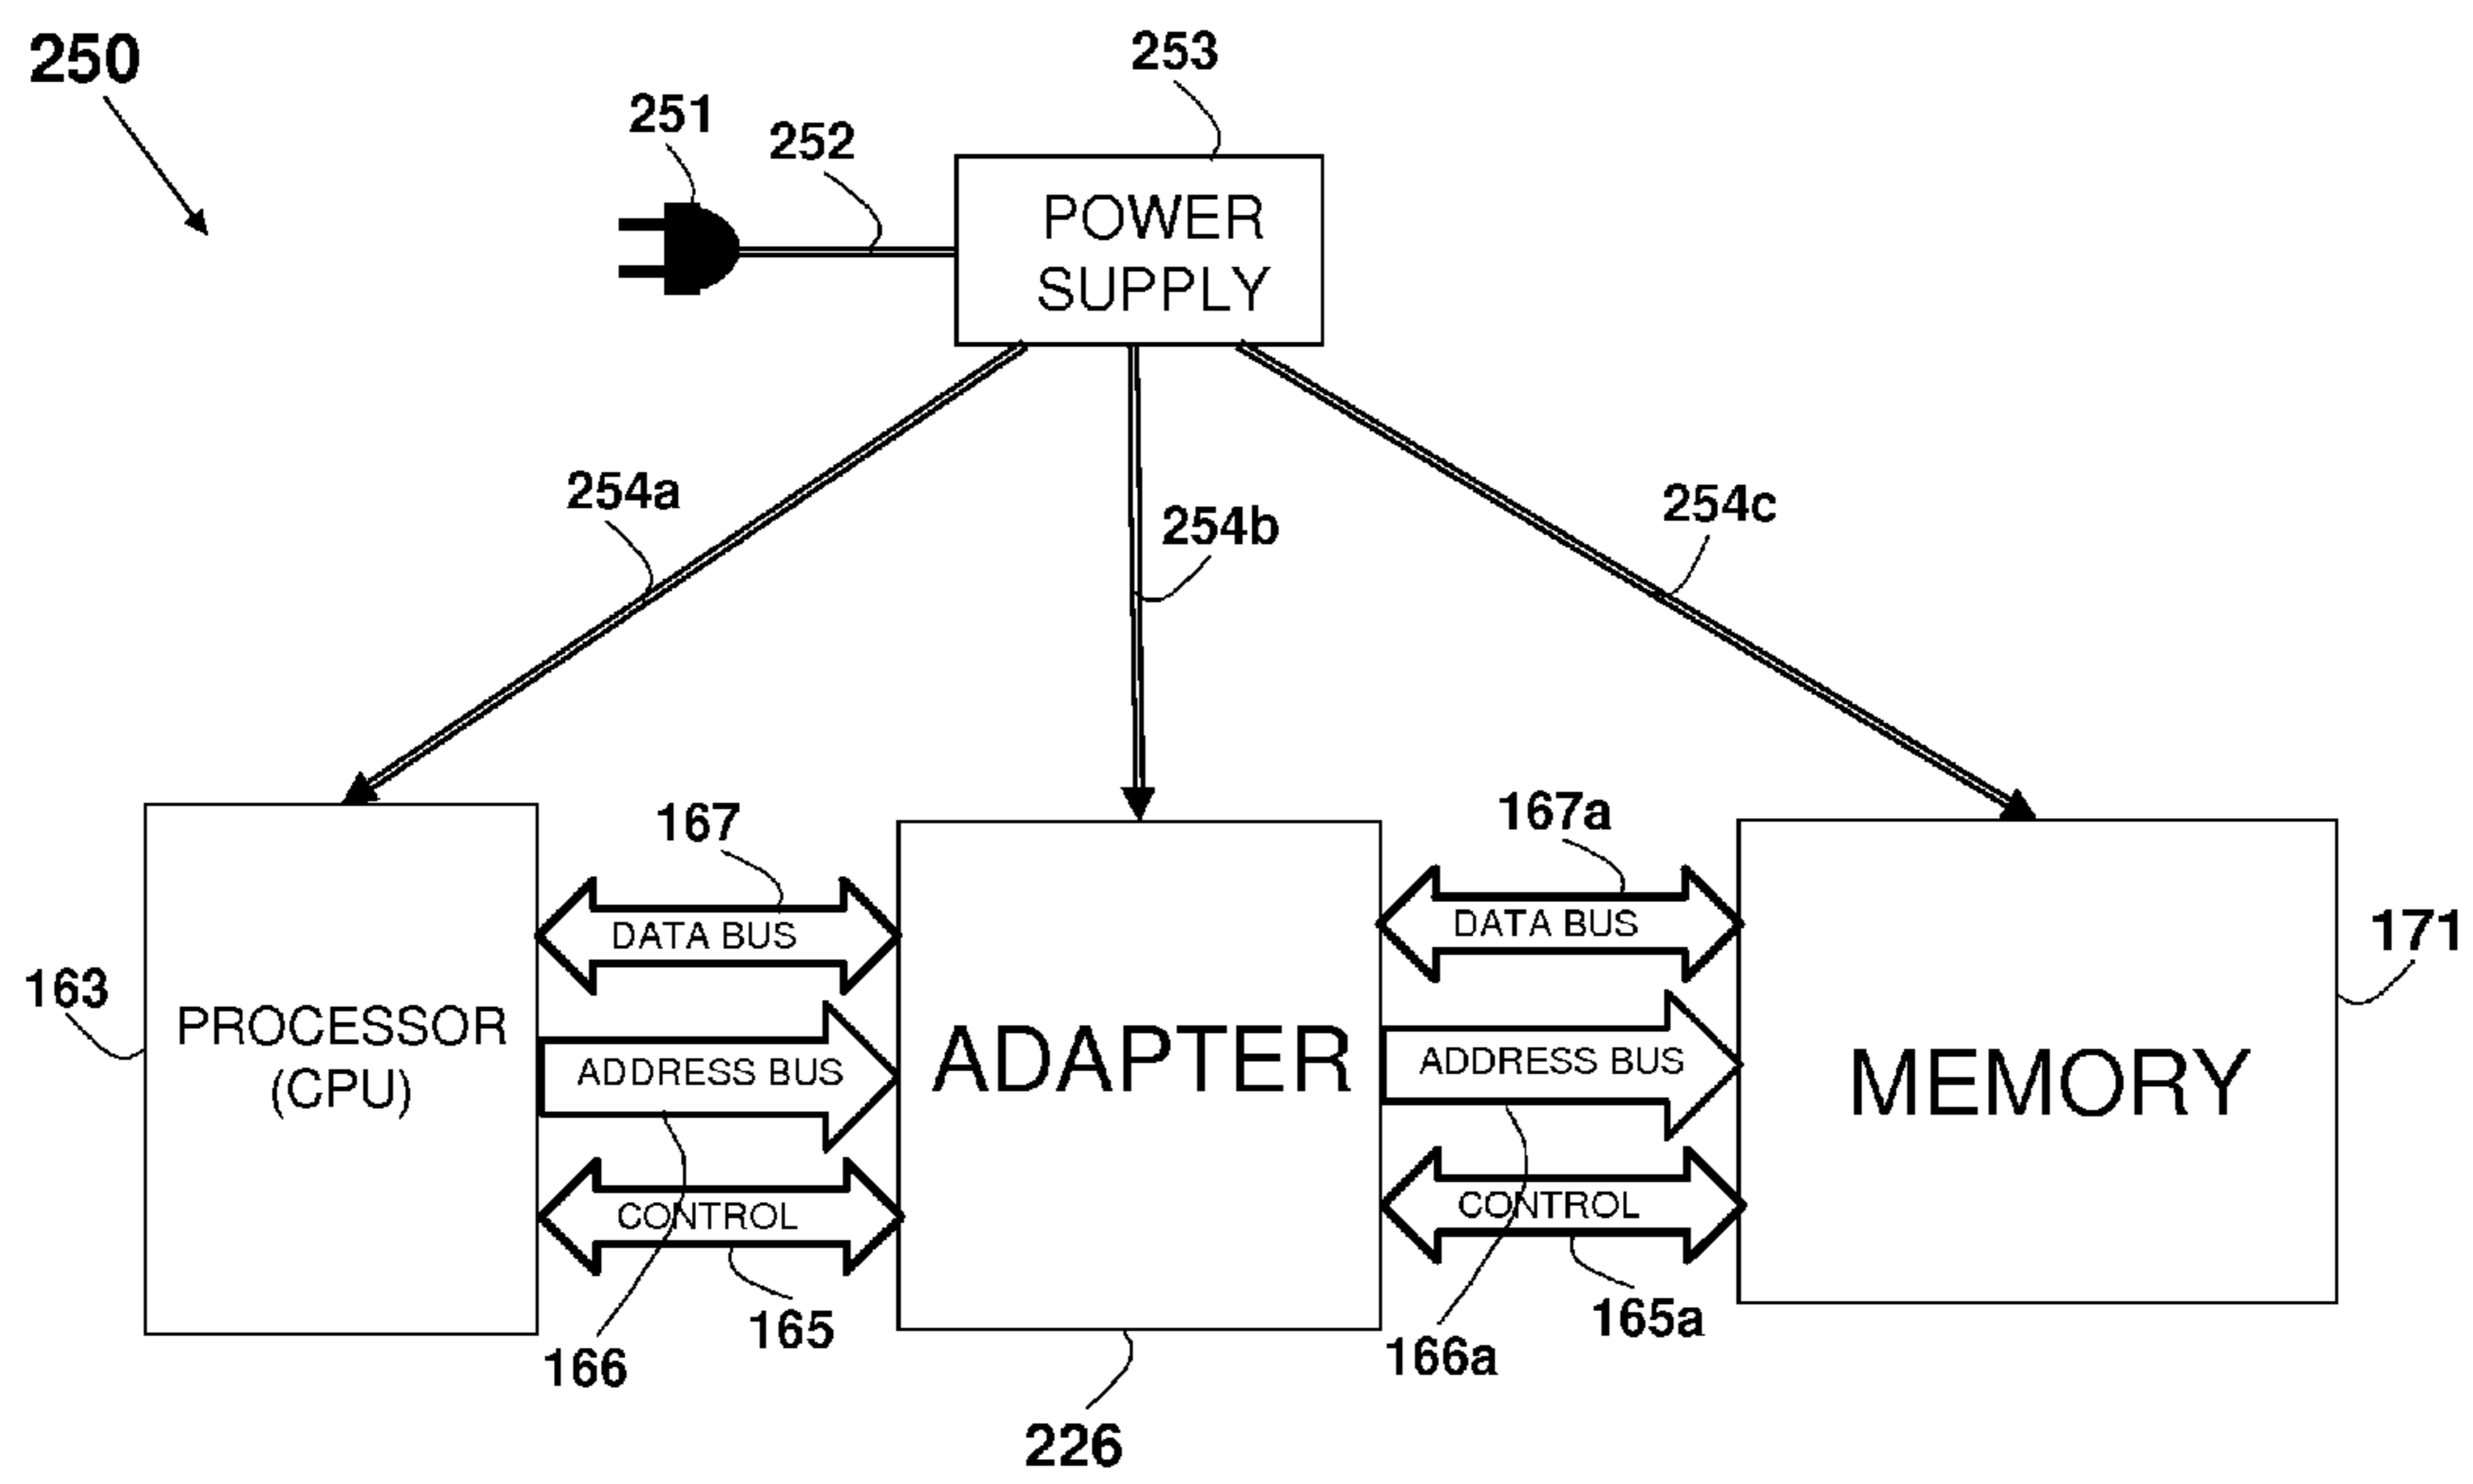 250
253
251
252
POWER
SUPPLY
254a
254b
254c
167
167a
DATA BUS
DATA BUS
171
163
PROCESSOR
(CPU)
ADDRESS BUS
ADAPTER
ADDRESS BUS
MEMORY
CONTROL
CONTROL
165
165a
166
166a
226